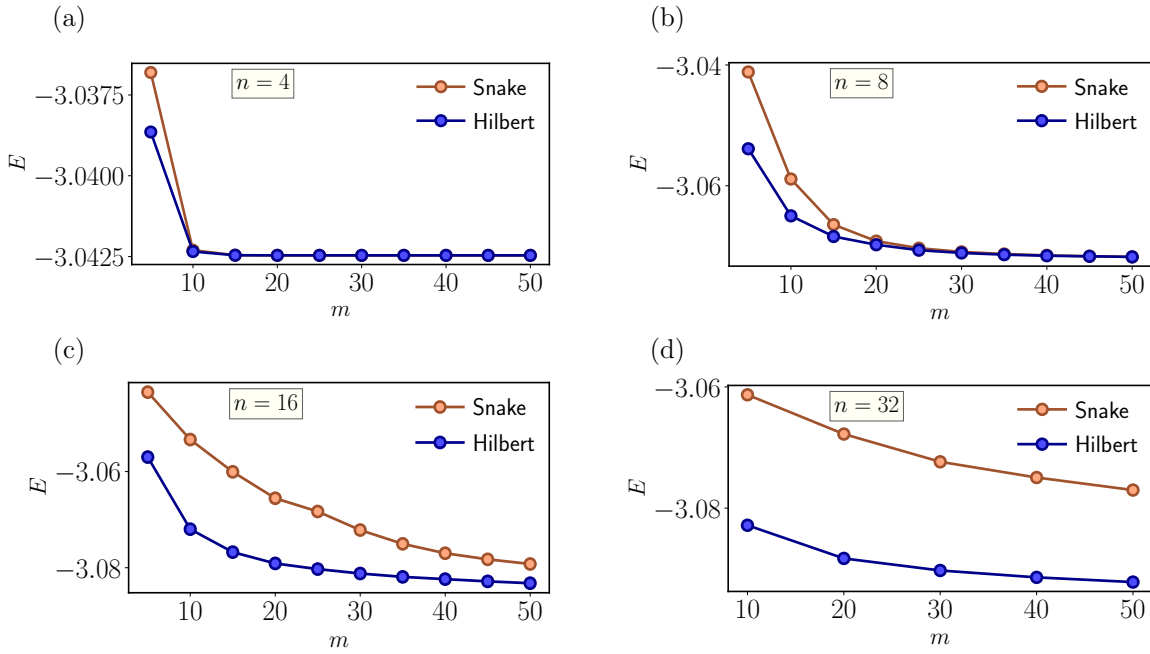 (a)
n = 4
Snake
Hilbert
−3.0375
−3.0400
−3.0425
E
10 20 30 40 50
m
(b)
n = 8
Snake
Hilbert
−3.04
−3.06
E
10 20 30 40 50
m
(c)
n = 16
Snake
Hilbert
−3.06
−3.08
E
10 20 30 40 50
m
(d)
n = 32
Snake
Hilbert
−3.06
−3.08
E
10 20 30 40 50
m